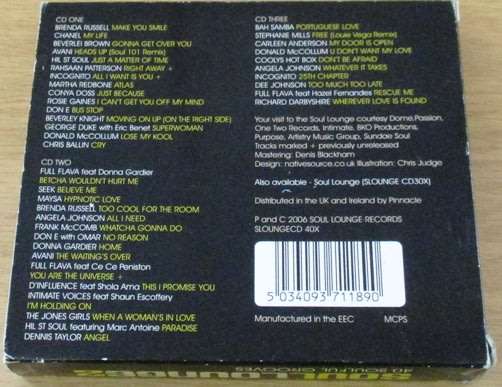 CD ONE
BRENDA RUSSELL MAKE YOU SMILE
CHANEL MY LIFE
BEVERLEI BROWN GONNA GET OVER YOU
AVANI HEADS UP (Soul 101 Remix)
HIL ST SOUL JUST A MATTER OF TIME
RAHSAAN PATTERSON RIGHT AWAY +
INCOGNITO ALL I WANT IS YOU +
MARTHA REDBONE ATLAS
CONYA DOSS JUST BECAUSE
ROSIE GAINES I CAN'T GET YOU OFF MY MIND
DON E BUS STOP
BEVERLEY KNIGHT MOVING ON UP (ON THE RIGHT SIDE)
GEORGE DUKE with Eric Benet SUPERWOMAN
DONALD McCOLLUM LOSE MY KOOL
CHRIS BALLIN CRY
CD TWO
FULL FLAVA feat Donna Gardier
BETCHA WOULDN'T HURT ME
SEEK BELIEVE ME
MAYSA HYPNOTIC LOVE
BRENDA RUSSELL TOO COOL FOR THE ROOM
ANGELA JOHNSON ALL I NEED
FRANK McCOMB WHATCHA GONNA DO
DON E with OMAR NO REASON
DONNA GARDIER HOME
AVANI THE WAITING'S OVER
FULL FLAVA feat Ce Ce Peniston
YOU ARE THE UNIVERSE +
D'INFLUENCE feat Shola Ama THIS I PROMISE YOU
INTIMATE VOICES feat Shaun Escoffery
I'M HOLDING ON
THE JONES GIRLS WHEN A WOMAN'S IN LOVE
HIL ST SOUL featuring Marc Antoine PARADISE
DENNIS TAYLOR ANGEL
CD THREE
BAH SAMBA PORTUGUESE LOVE
STEPHANIE MILLS FREE (Louie Vega Remix)
CARLEEN ANDERSON MY DOOR IS OPEN
DONALD McCOLLUM U DON'T WANT MY LOVE
COOLYS HOT BOX DON'T BE AFRAID
ANGELA JOHNSON WHATEVER IT TAKES
INCOGNITO 25TH CHAPTER
DEE JOHNSON TOO MUCH TOO LATE
FULL FLAVA feat Hazel Fernandes RESCUE ME
RICHARD DARBYSHIRE WHEREVER LOVE IS FOUND
Your visit to the Soul Lounge courtesy Dome, Passion,
One Two Records, Intimate, BKO Productions,
Purpose, Artistry Music Group, Sundae Soul
Tracks marked + previously unreleased
Mastering: Denis Blackham
Design: nativesource.co.uk Illustration: Chris Judge
Also available - Soul Lounge (SLOUNGE CD30X)
Distributed in the UK and Ireland by Pinnacle
P and C 2006 SOUL LOUNGE RECORDS
SLOUNGECD 40X
5 034093 711890
Manufactured in the EEC MCPS
SOUL LOUNGE 2
40 SOULFUL GROOVES